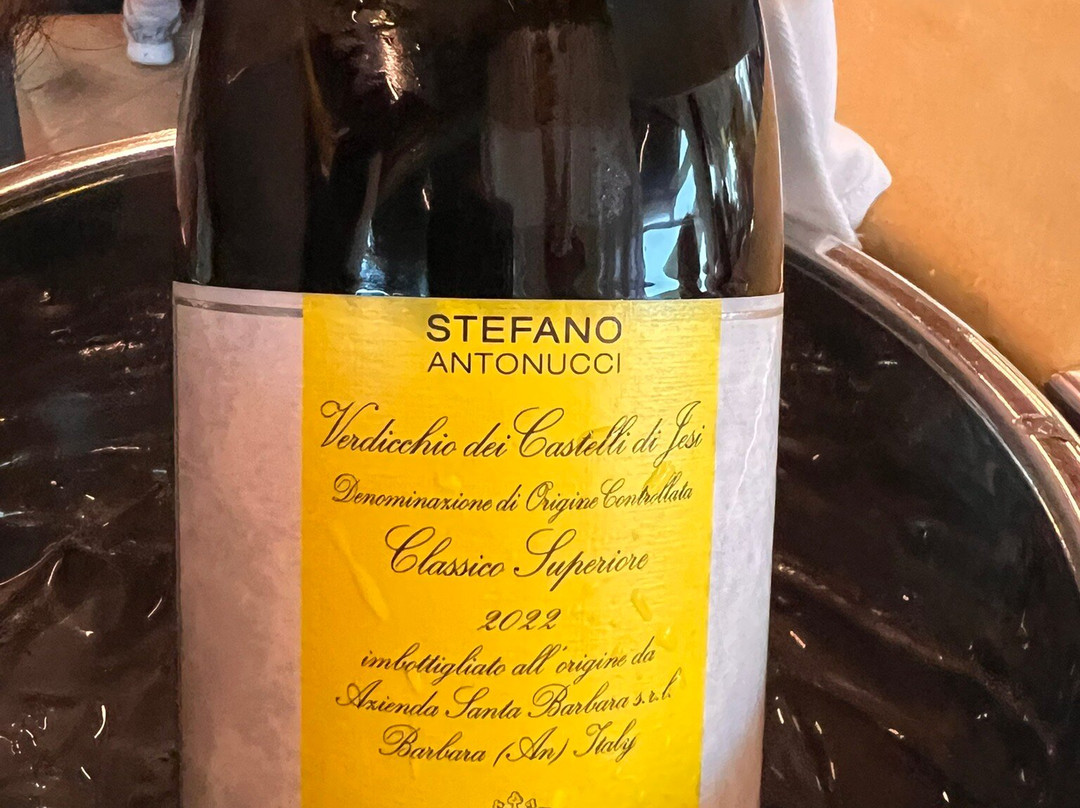 STEFANO
ANTONUCCI
Verdicchio dei Castelli di Jesi
Denominazione di Origine Controllata
Classico Superiore
2022
imbottigliato all'origine da
Azienda Santa Barbara s.r.l.
Barbara (An) Italy